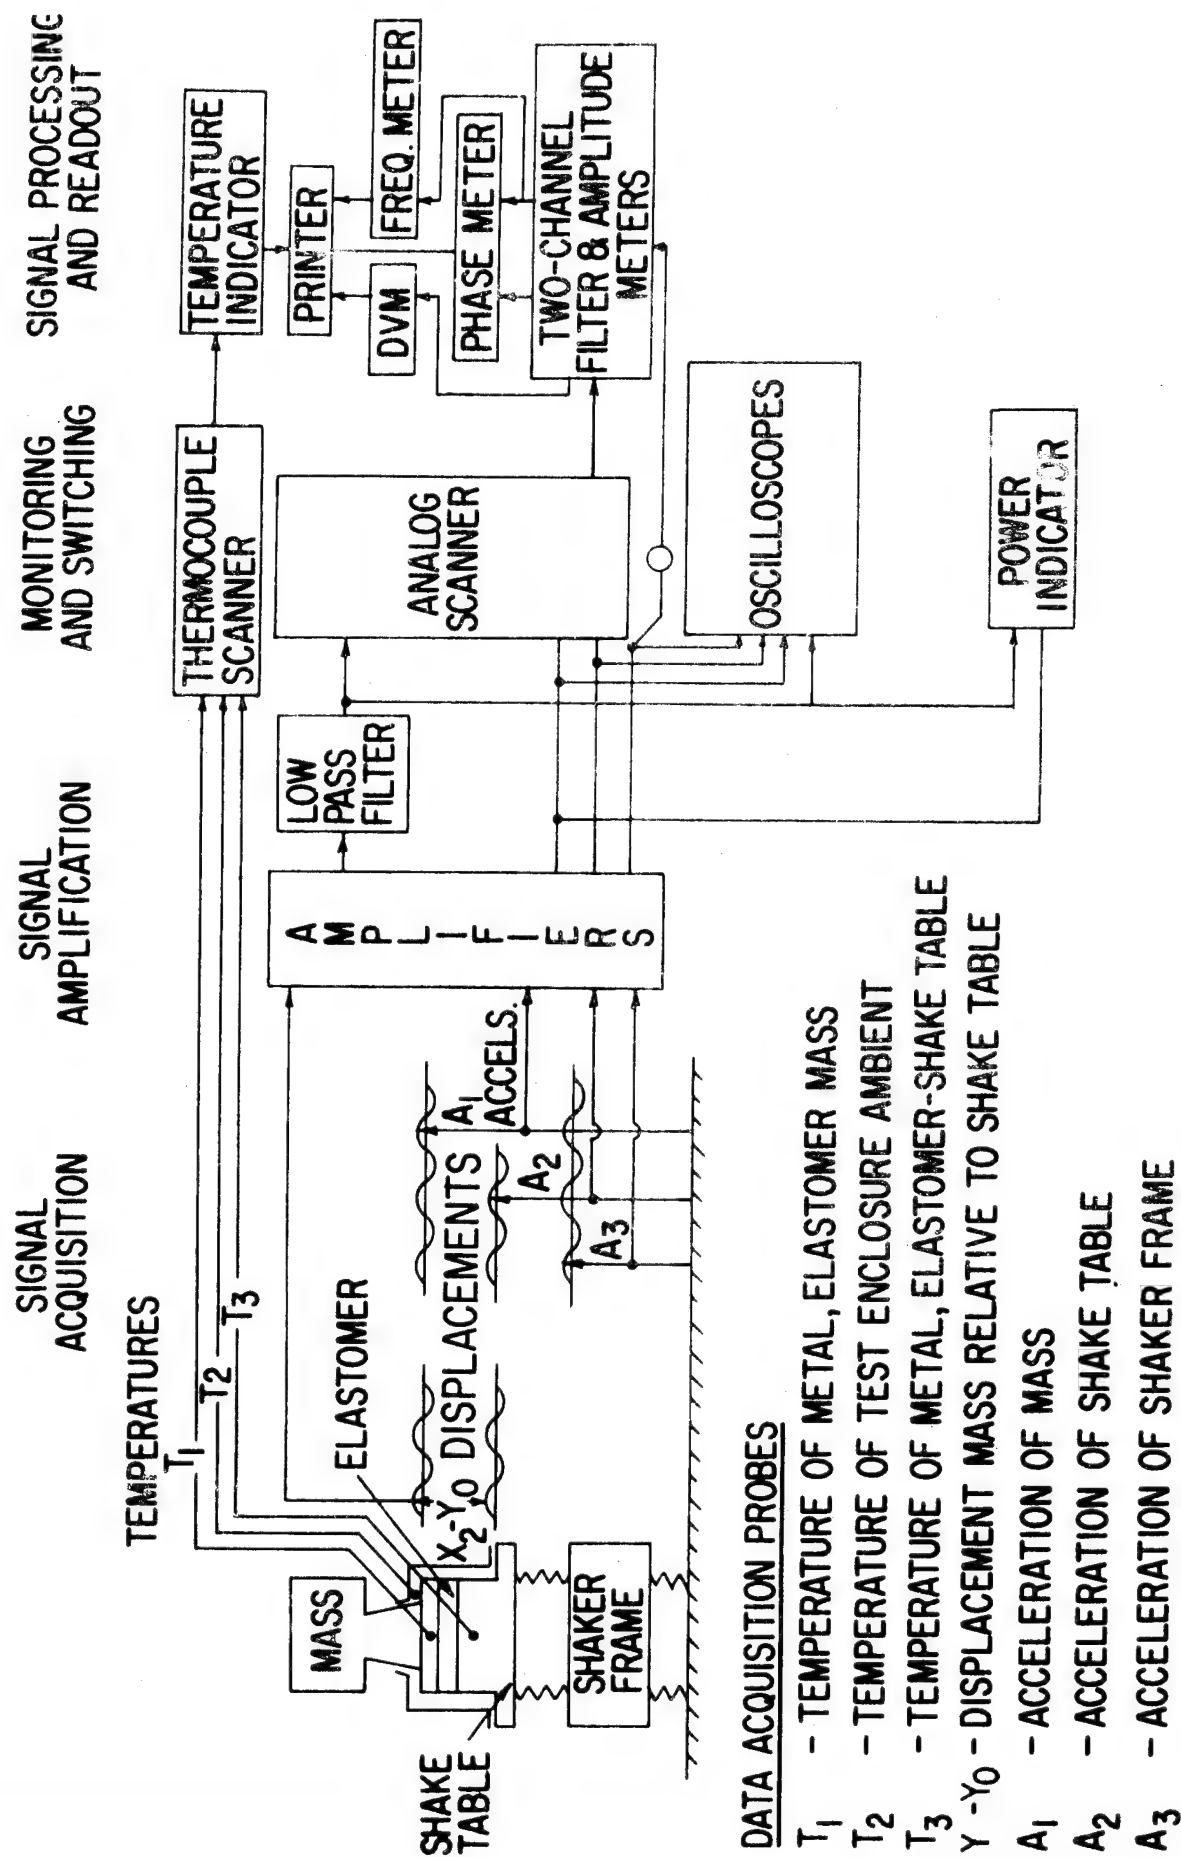 SIGNAL
ACQUISITION
SIGNAL
AMPLIFICATION
MONITORING
AND SWITCHING
SIGNAL PROCESSING
AND READOUT
TEMPERATURES
T1
T2
T3
THERMOCOUPLE
SCANNER
TEMPERATURE
INDICATOR
MASS
ELASTOMER
X2-Y0 DISPLACEMENTS
SHAKE
TABLE
SHAKER
FRAME
A1
ACCELS.
A2
A3
AMPLIFIERS
LOW
PASS
FILTER
ANALOG
SCANNER
PRINTER
DVM
FREQ. METER
PHASE METER
TWO-CHANNEL
FILTER & AMPLITUDE
METERS
OSCILLOSCOPES
POWER
INDICATOR
DATA ACQUISITION PROBES
T1 - TEMPERATURE OF METAL, ELASTOMER MASS
T2 - TEMPERATURE OF TEST ENCLOSURE AMBIENT
T3 - TEMPERATURE OF METAL, ELASTOMER-SHAKE TABLE
Y -Y0 - DISPLACEMENT MASS RELATIVE TO SHAKE TABLE
A1 - ACCELERATION OF MASS
A2 - ACCELERATION OF SHAKE TABLE
A3 - ACCELERATION OF SHAKER FRAME